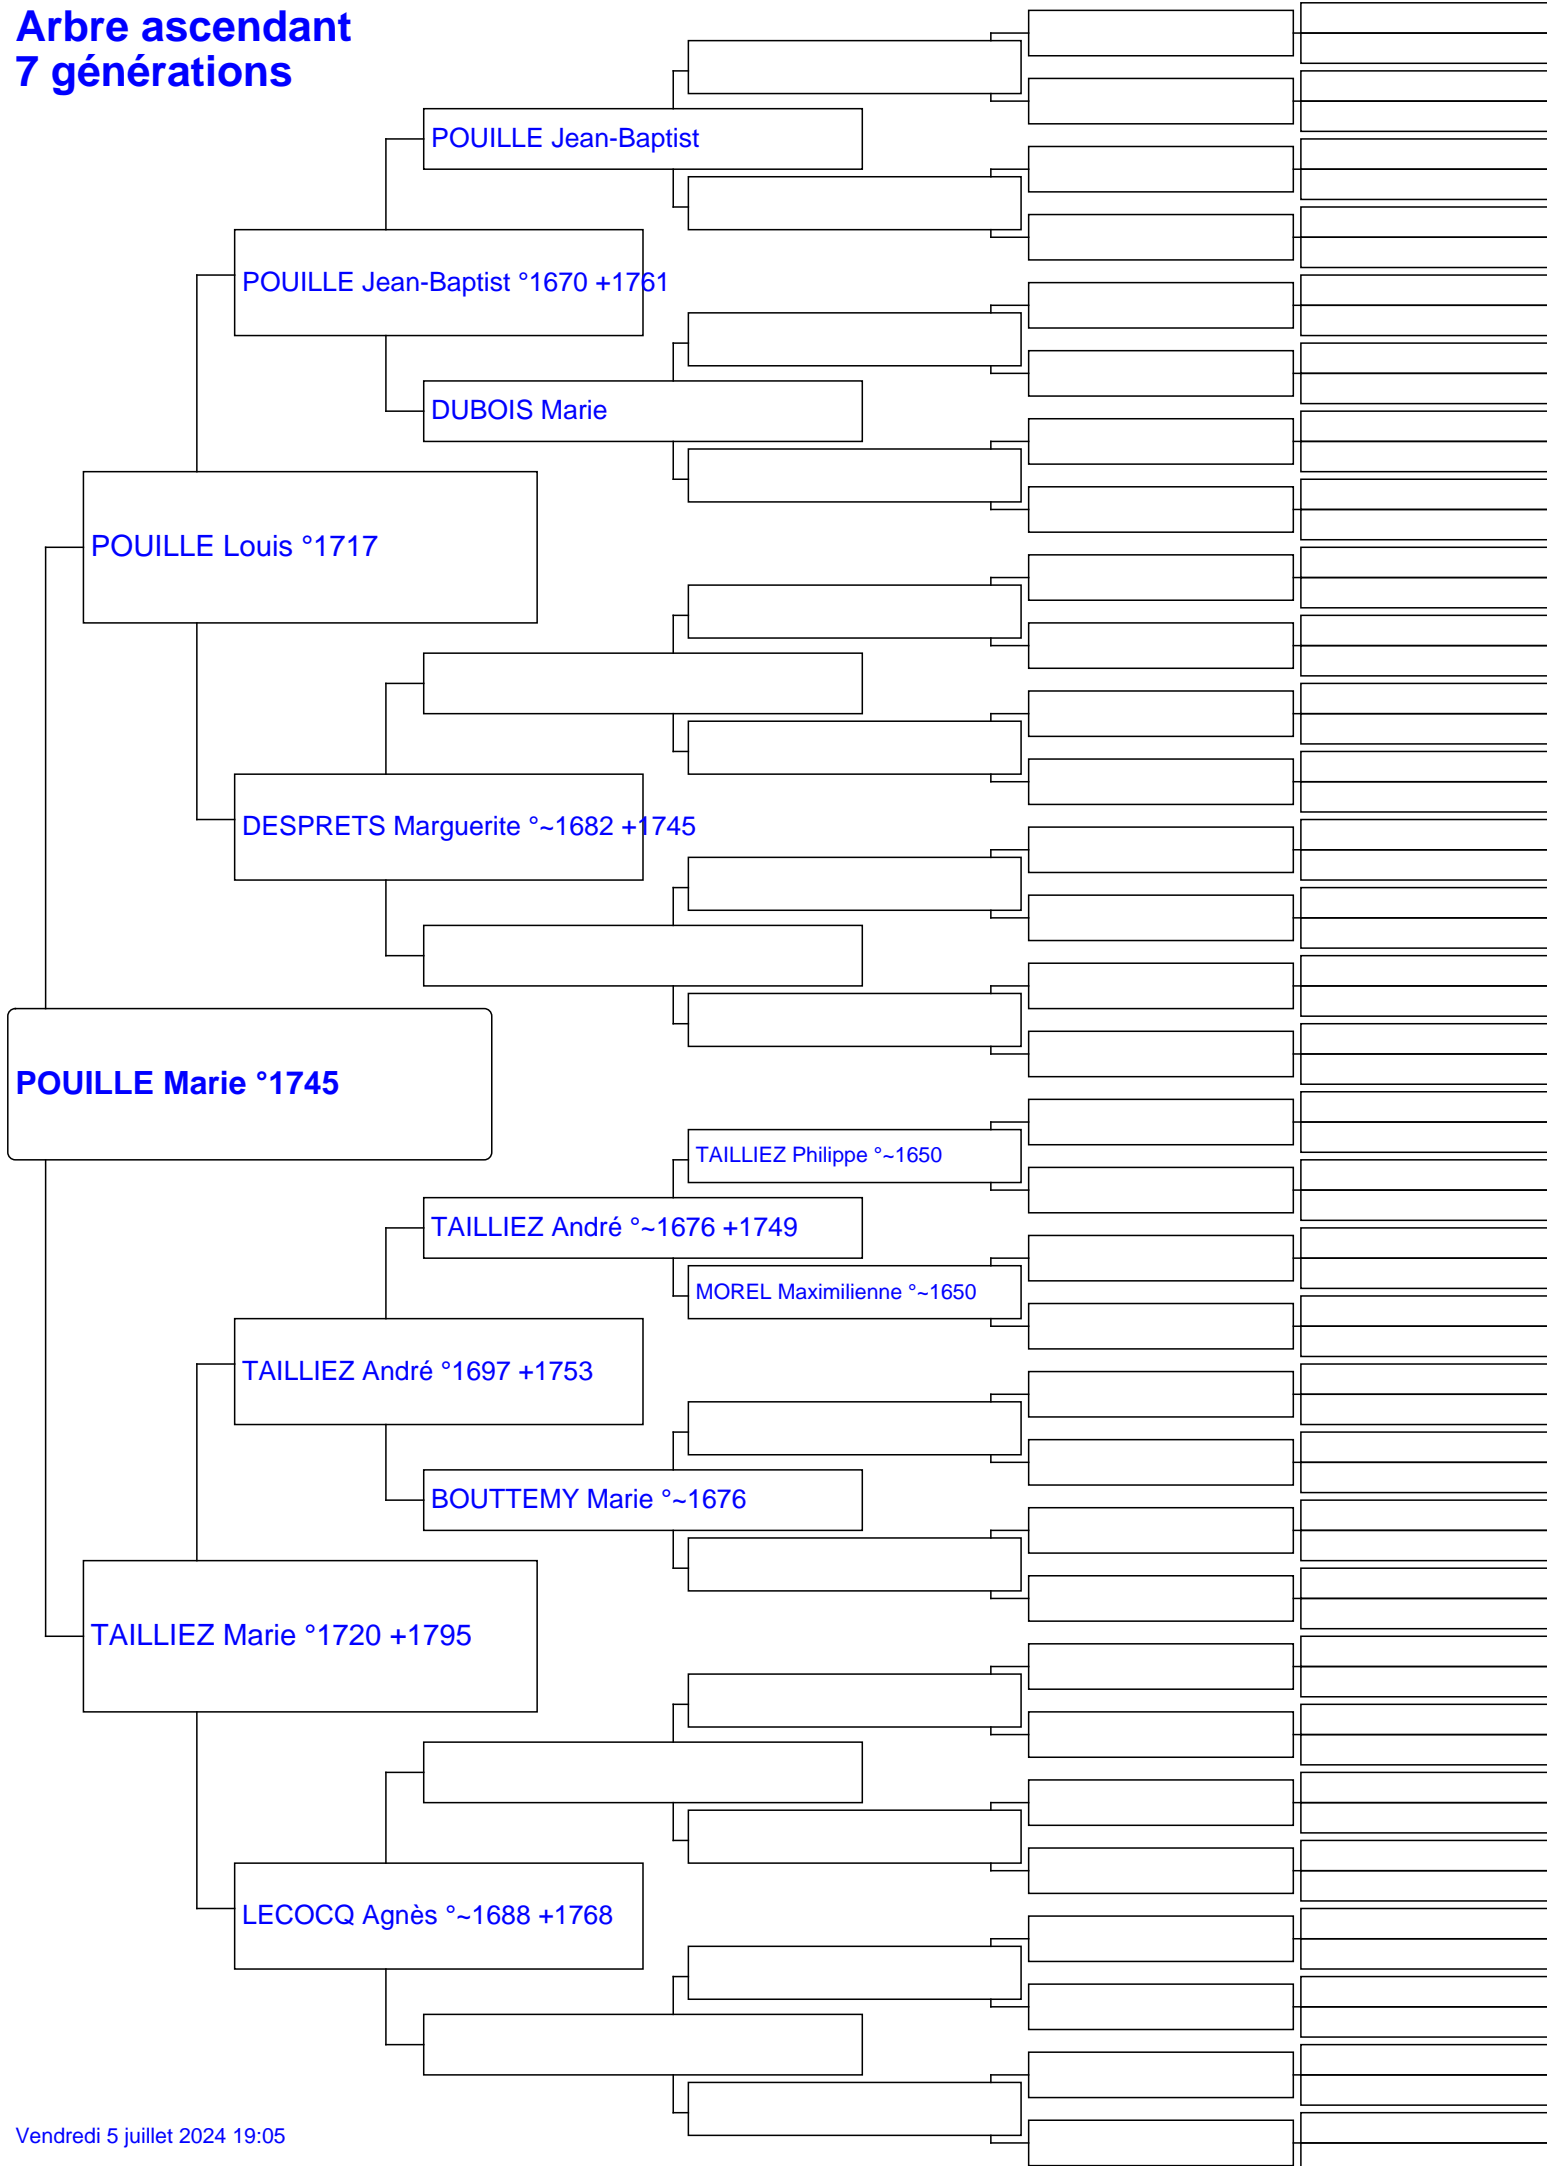 Arbre ascendant
7 générations
POUILLE Jean-Baptist
POUILLE Jean-Baptist °1670 +1761
DUBOIS Marie
POUILLE Louis °1717
DESPRETS Marguerite °~1682 +1745
POUILLE Marie °1745
TAILLIEZ Philippe °~1650
TAILLIEZ André °~1676 +1749
MOREL Maximilienne °~1650
TAILLIEZ André °1697 +1753
BOUTTEMY Marie °~1676
TAILLIEZ Marie °1720 +1795
LECOCQ Agnès °~1688 +1768
Vendredi 5 juillet 2024 19:05